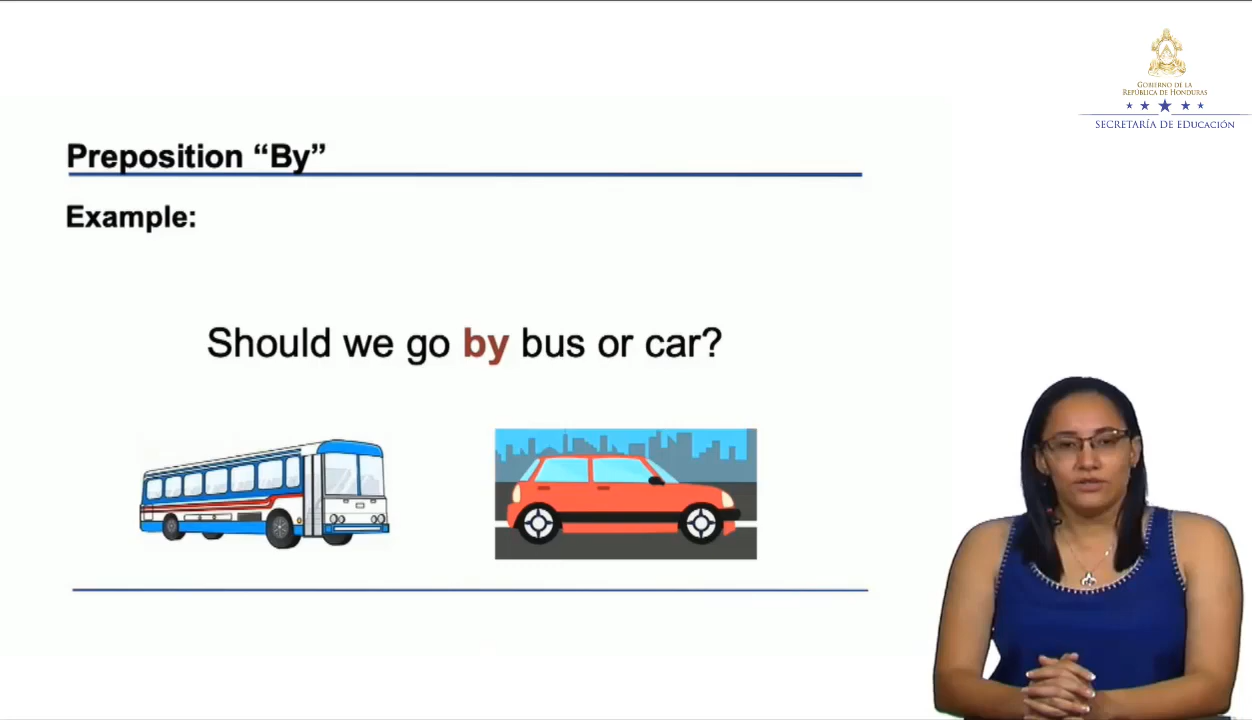 GOBIERNO DE LA
REPÚBLICA DE HONDURAS
SECRETARÍA DE EDUCACIÓN
Preposition “By”
Example:
Should we go by bus or car?